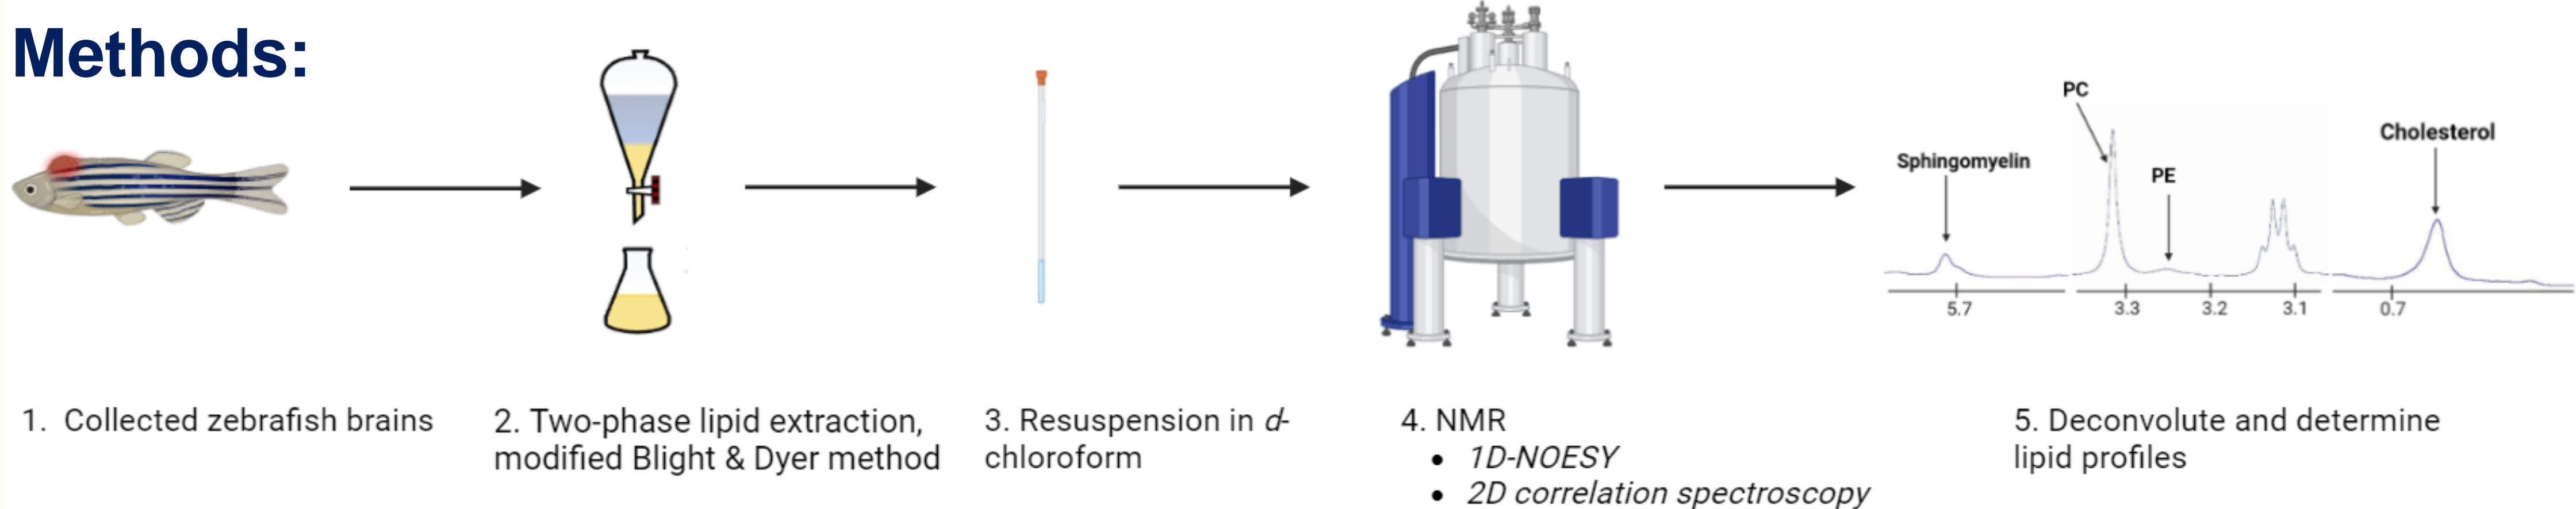 Methods:
PC
Sphingomyelin
PE
Cholesterol
5.7
3.3
3.2
3.1
0.7
1. Collected zebrafish brains
2. Two-phase lipid extraction,
modified Blight & Dyer method
3. Resuspension in d-
chloroform
4. NMR
• 1D-NOESY
• 2D correlation spectroscopy
5. Deconvolute and determine
lipid profiles